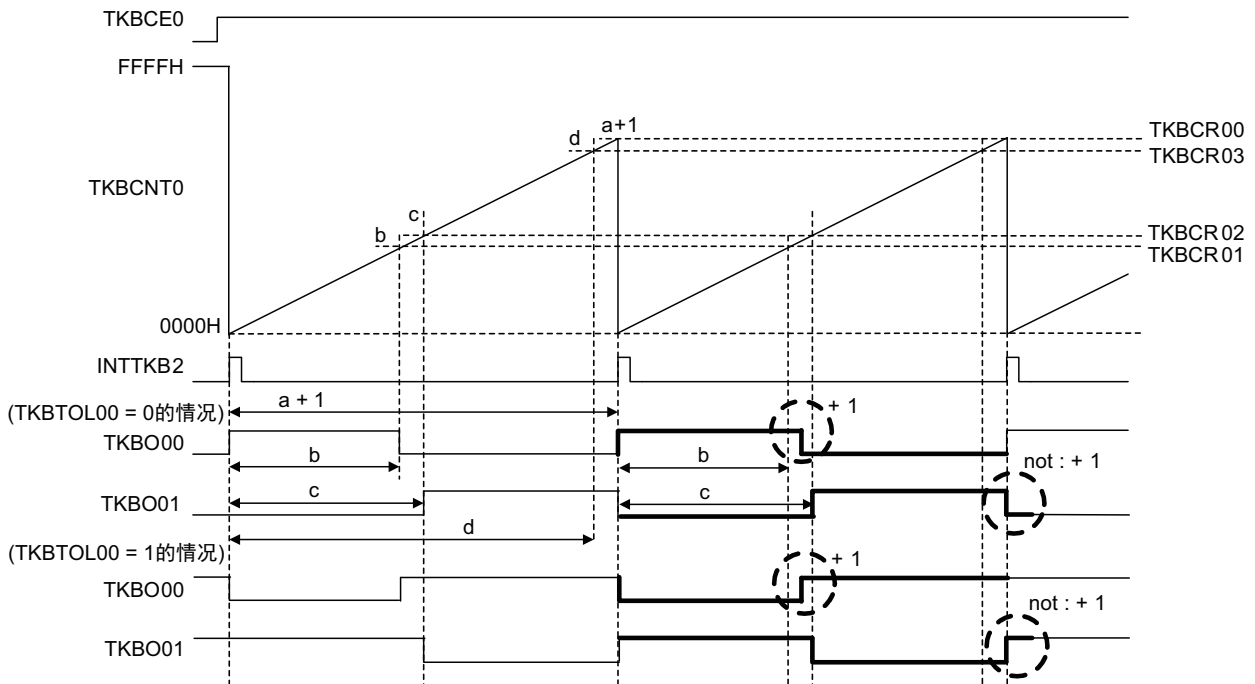 TKBCE0
FFFFH
a+1
d
TKBCR00
TKBCR03
TKBCNT0
c
b
TKBCR02
TKBCR01
0000H
INTTKB2
(TKBTOL00 = 0的情况)
a + 1
+ 1
TKBO00
b
b
not : + 1
TKBO01
c
c
d
(TKBTOL00 = 1的情况)
+ 1
TKBO00
not : + 1
TKBO01